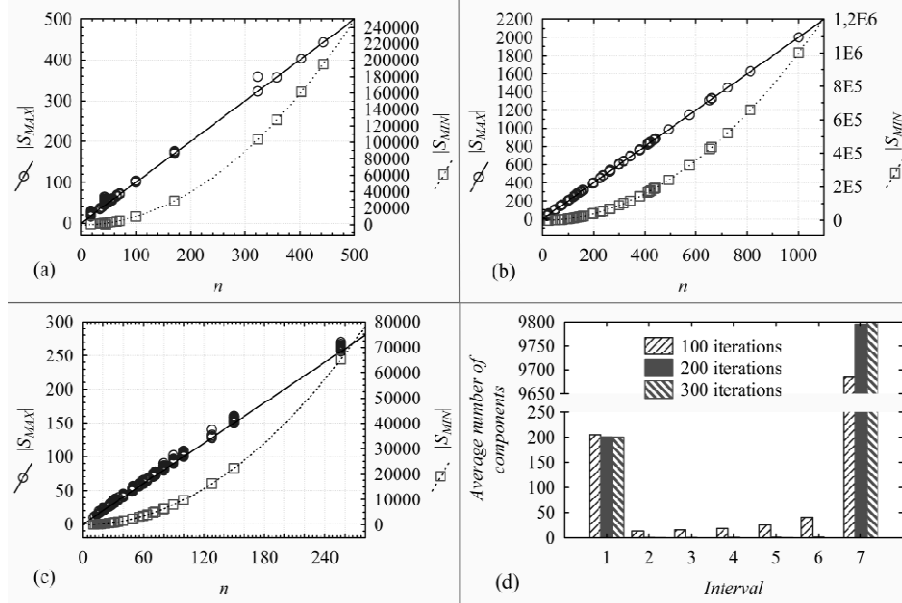 500
400
300
200
100
0
|S_MAX|
240000
220000
200000
180000
160000
140000
120000
100000
80000
60000
40000
20000
0
|S_MIN|
0 100 200 300 400 500
(a)
n
2200
2000
1800
1600
1400
1200
1000
800
600
400
200
0
|S_MAX|
1,2E6
1E6
8E5
6E5
4E5
2E5
0
|S_MIN|
0 200 400 600 800 1000
(b)
n
300
250
200
150
100
50
0
|S_MAX|
80000
70000
60000
50000
40000
30000
20000
10000
0
|S_MIN|
0 60 120 180 240
(c)
n
9800
9750
9700
9650
250
200
150
100
50
0
Average number of
components
100 iterations
200 iterations
300 iterations
1 2 3 4 5 6 7
(d)
Interval